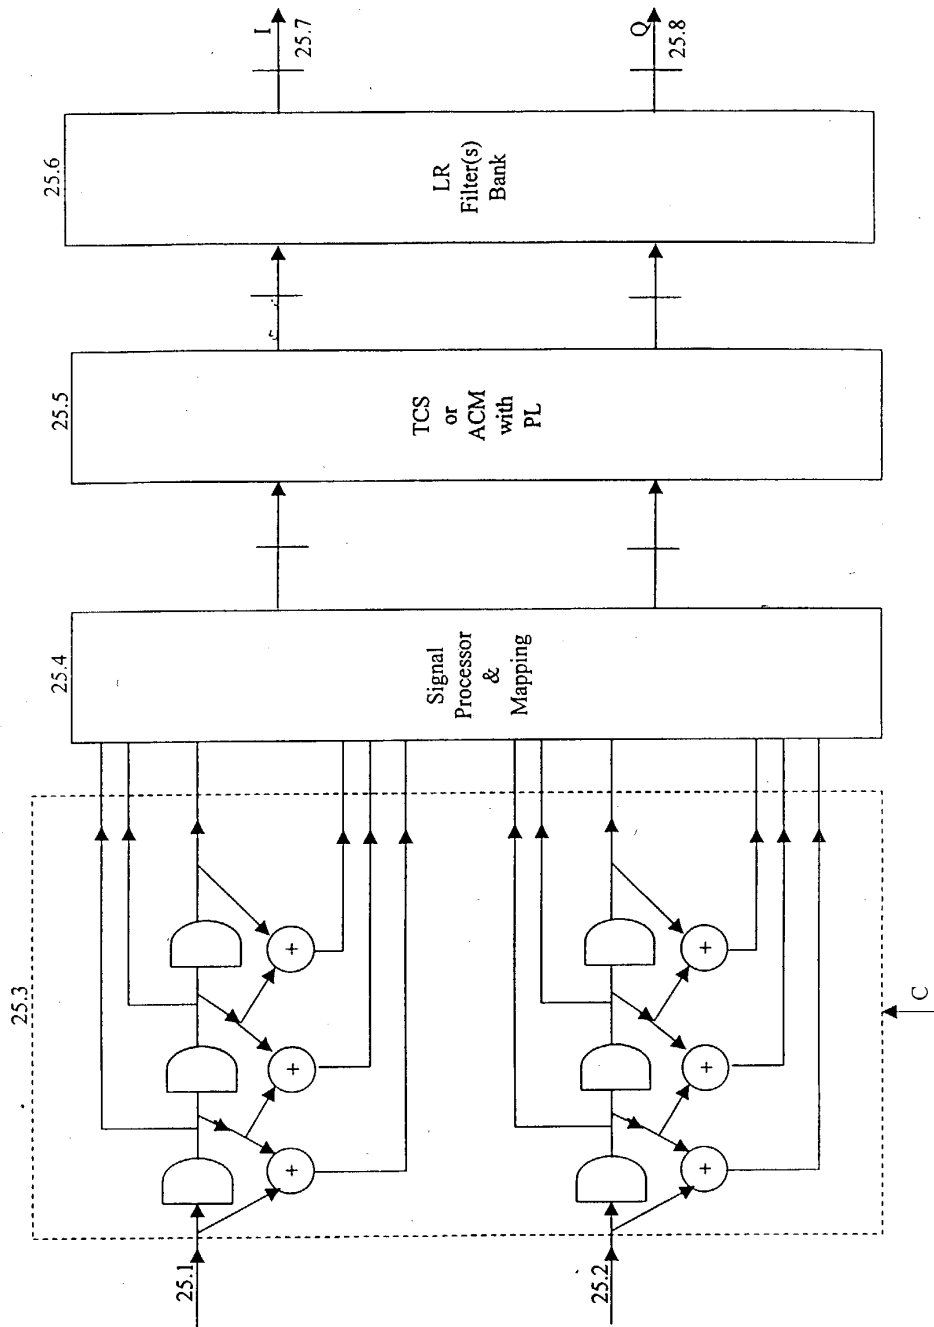 25.1
25.2
25.3
+
+
+
+
+
+
C
25.4
Signal
Processor
&
Mapping
25.5
TCS
or
ACM
with
PL
25.6
LR
Filter(s)
Bank
I
25.7
Q
25.8